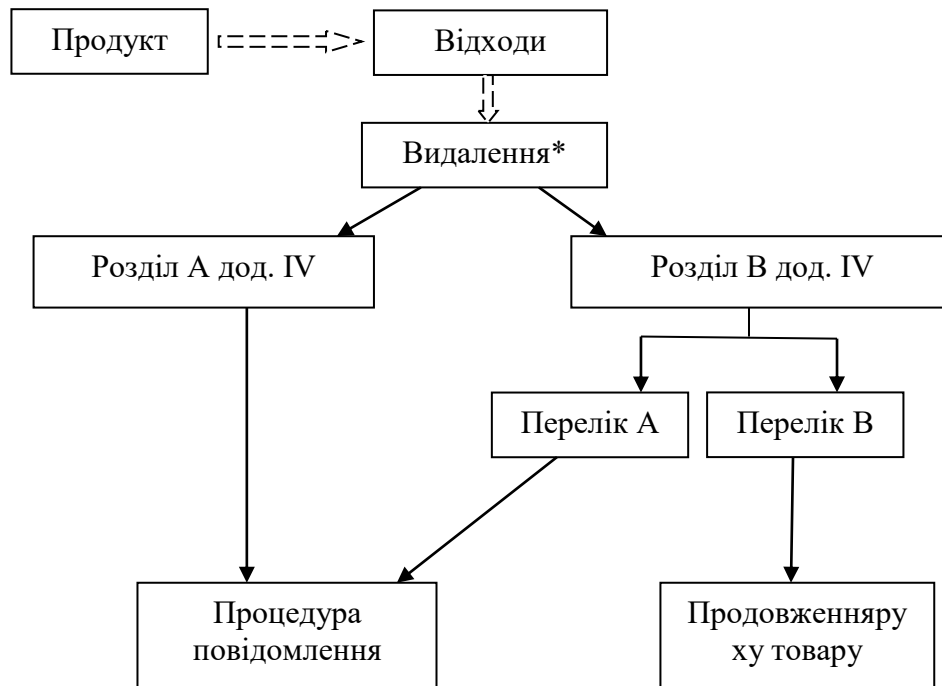 Продукт
Відходи
Видалення*
Розділ А дод. IV
Розділ В дод. IV
Перелік А
Перелік В
Процедура
повідомлення
Продовженняру
ху товару